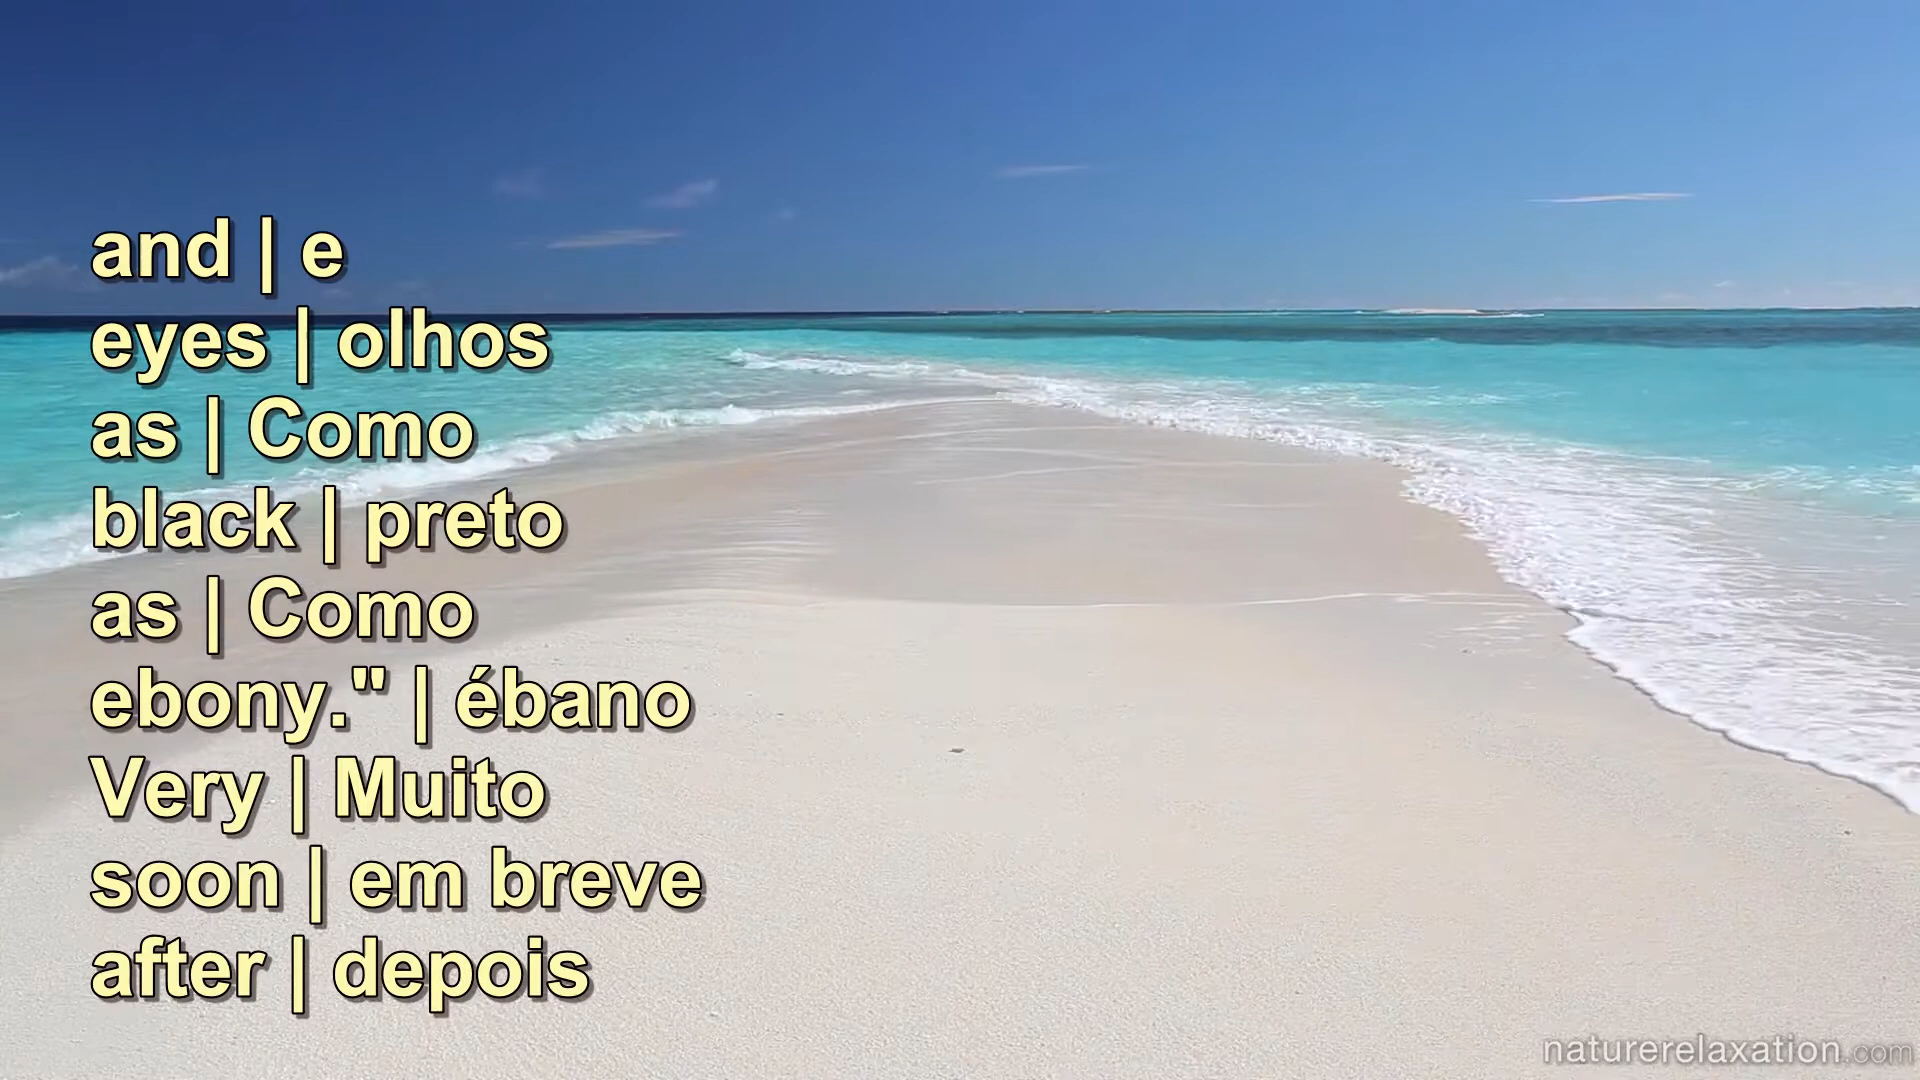 and | e
eyes | olhos
as | Como
black | preto
as | Como
ebony." | ébano
Very | Muito
soon | em breve
after | depois
naturerelaxation.com